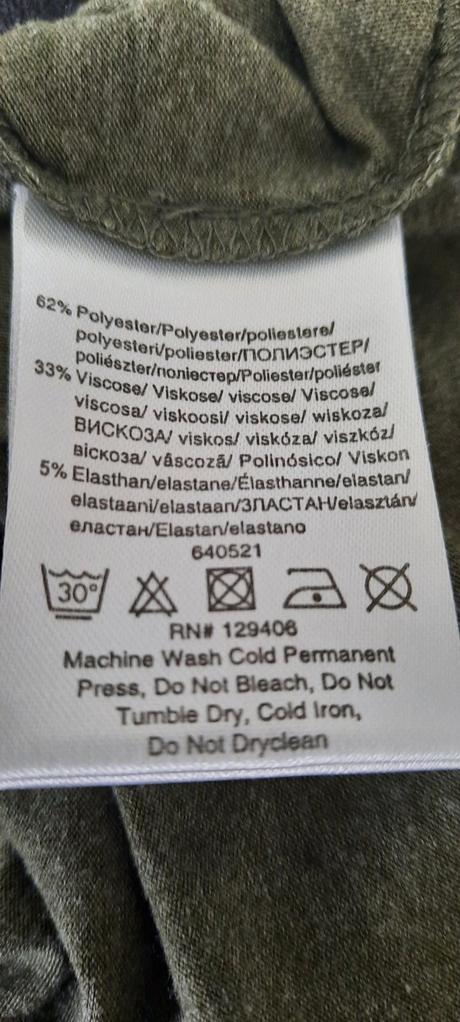 62% Polyester/Polyester/poliestere/
polyesteri/poliester/ПОЛИЭСТЕР/
poliészter/поліестер/Poliester/poliéster
33% Viscose/ Viskose/ viscose/ Viscose/
viscosa/ viskoosi/ viskose/ wiskoza/
ВИСКОЗА/ viskos/ viskóza/ viszkóz/
віскоза/ vâscozã/ Polinósico/ Viskon
5% Elasthan/elastane/Élasthanne/elastan/
elastaani/elastaan/ЗЛАСТАН/elasztán/
еластан/Elastan/elastano
640521
30°
RN# 129406
Machine Wash Cold Permanent
Press, Do Not Bleach, Do Not
Tumble Dry, Cold Iron,
Do Not Dryclean